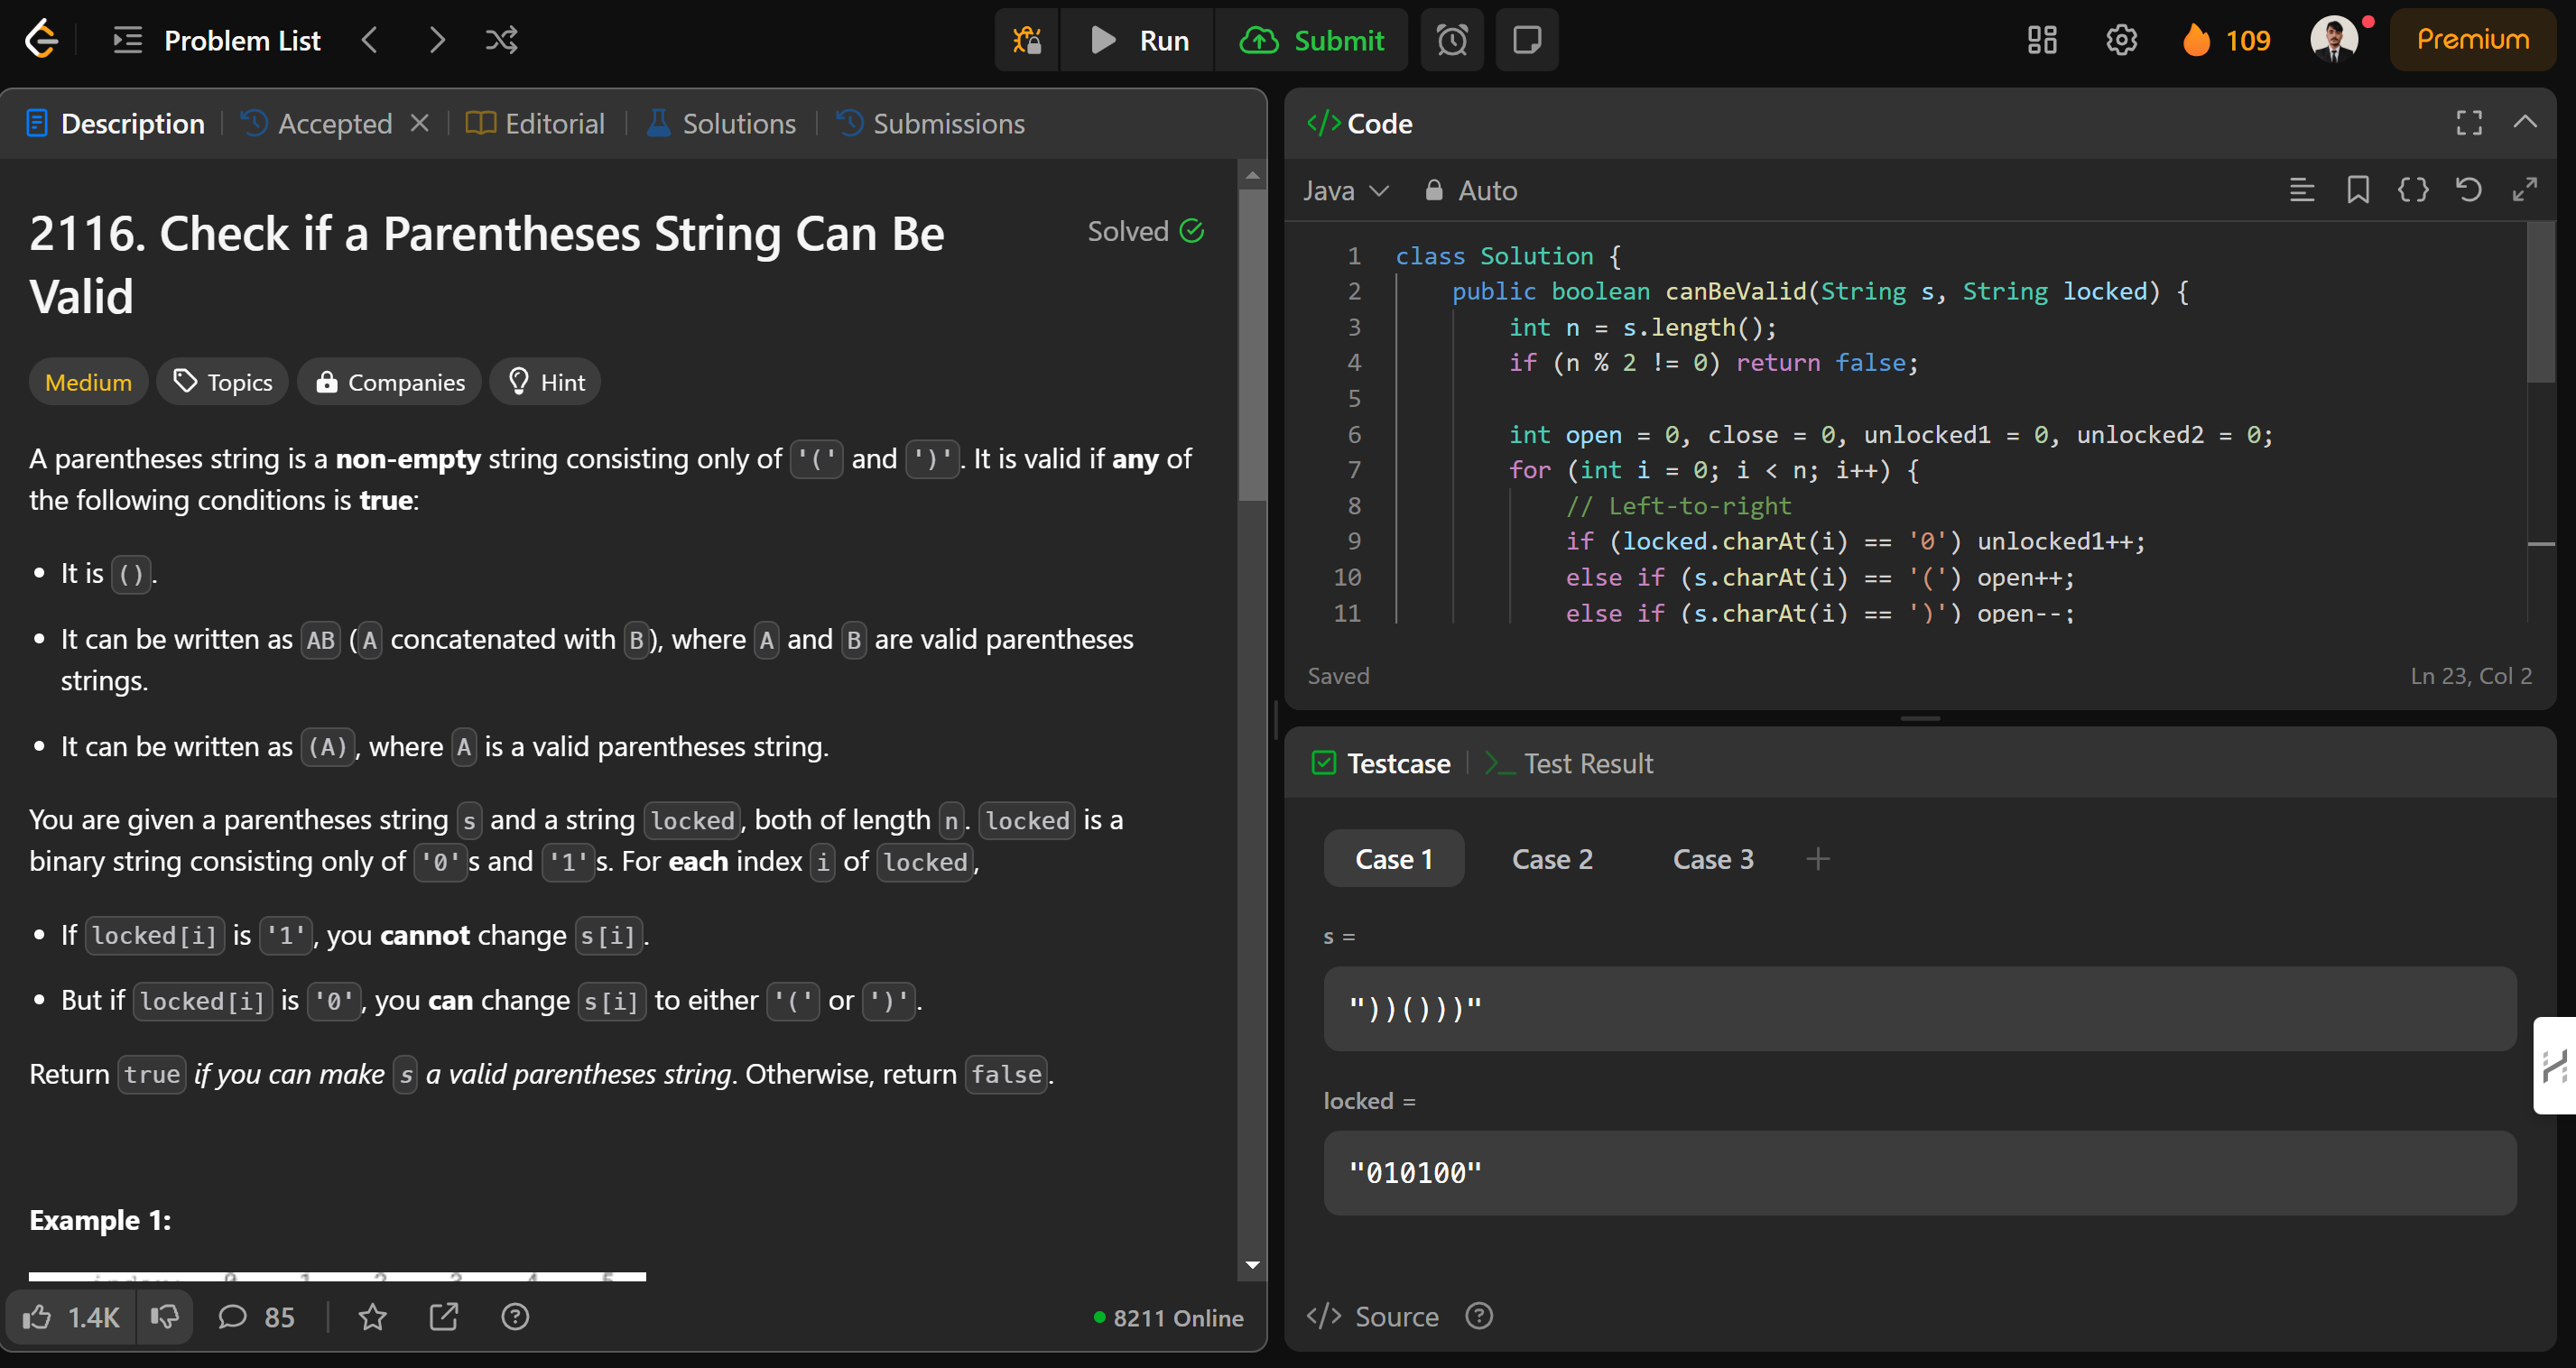 Problem List
Run
Submit
109
Premium
Description
Accepted
Editorial
Solutions
Submissions
2116. Check if a Parentheses String Can Be
Valid
Solved
Medium
Topics
Companies
Hint
A parentheses string is a non-empty string consisting only of '(' and ')'. It is valid if any of
the following conditions is true:
• It is ().
• It can be written as AB (A concatenated with B), where A and B are valid parentheses
strings.
• It can be written as (A), where A is a valid parentheses string.
You are given a parentheses string s and a string locked, both of length n. locked is a
binary string consisting only of '0's and '1's. For each index i of locked,
• If locked[i] is '1', you cannot change s[i].
• But if locked[i] is '0', you can change s[i] to either '(' or ')'.
Return true if you can make s a valid parentheses string. Otherwise, return false.
Example 1:
1.4K
85
8211 Online
</> Code
Java
Auto
1 class Solution {
2 public boolean canBeValid(String s, String locked) {
3 int n = s.length();
4 if (n % 2 != 0) return false;
5
6 int open = 0, close = 0, unlocked1 = 0, unlocked2 = 0;
7 for (int i = 0; i < n; i++) {
8 // Left-to-right
9 if (locked.charAt(i) == '0') unlocked1++;
10 else if (s.charAt(i) == '(') open++;
11 else if (s.charAt(i) == ')') open--;
Saved
Ln 23, Col 2
Testcase
Test Result
Case 1
Case 2
Case 3
s =
"))()))"
locked =
"010100"
</> Source